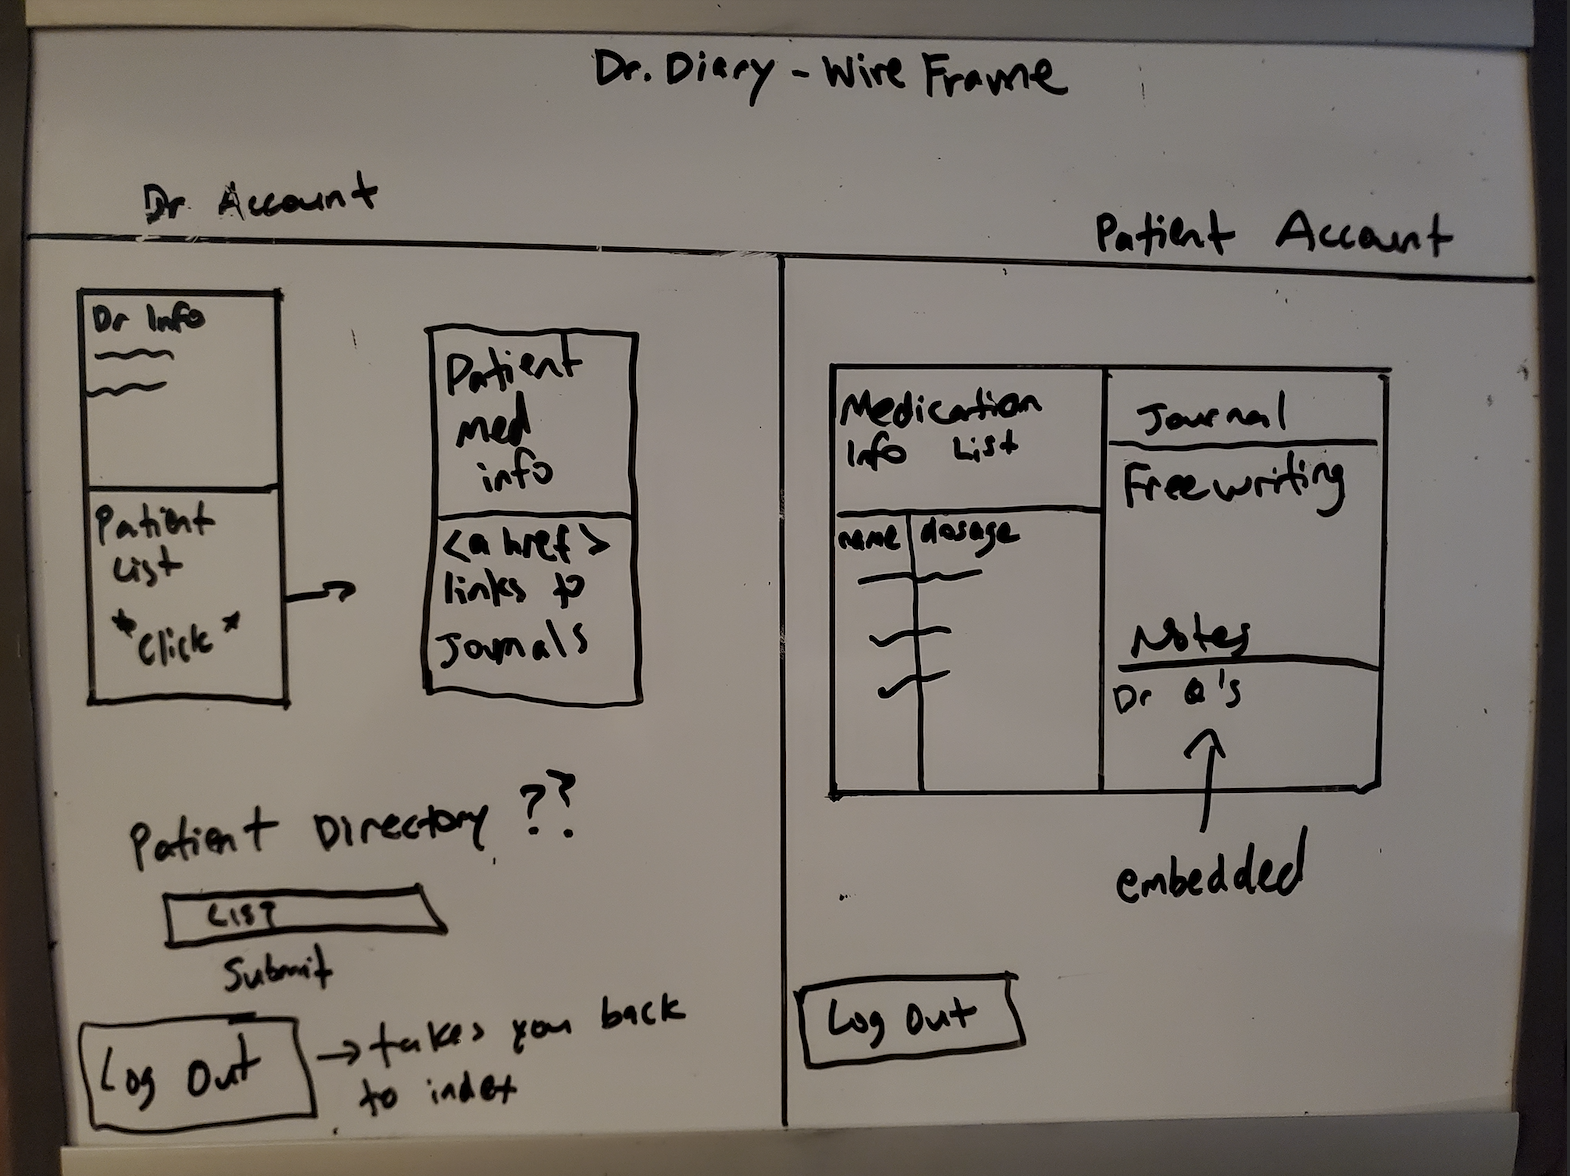 Dr. Diary - Wire Frame
Dr Account
Patient Account
Dr Info
Patient
List
*Click*
Patient
med
info
<a href>
links to
Journals
Patient Directory ??
LIST
Submit
Log Out
→ takes you back
to index
Medication
Info List
name dosage
Journal
Freewriting
Notes
Dr Q's
embedded
Log Out